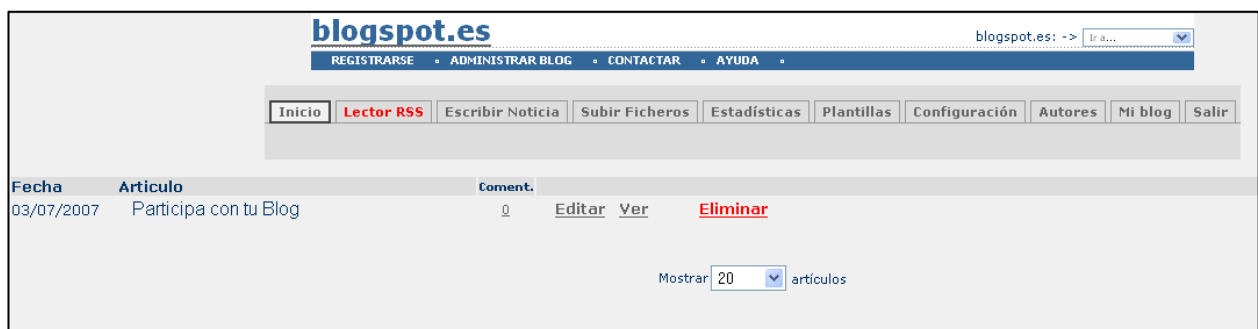 blogspot.es
blogspot.es: -> Ir a...
REGISTRARSE ▫ ADMINISTRAR BLOG ▫ CONTACTAR ▫ AYUDA ▫
Inicio Lector RSS Escribir Noticia Subir Ficheros Estadísticas Plantillas Configuración Autores Mi blog Salir
Fecha Articulo Coment.
03/07/2007 Participa con tu Blog 0 Editar Ver Eliminar
Mostrar 20 artículos